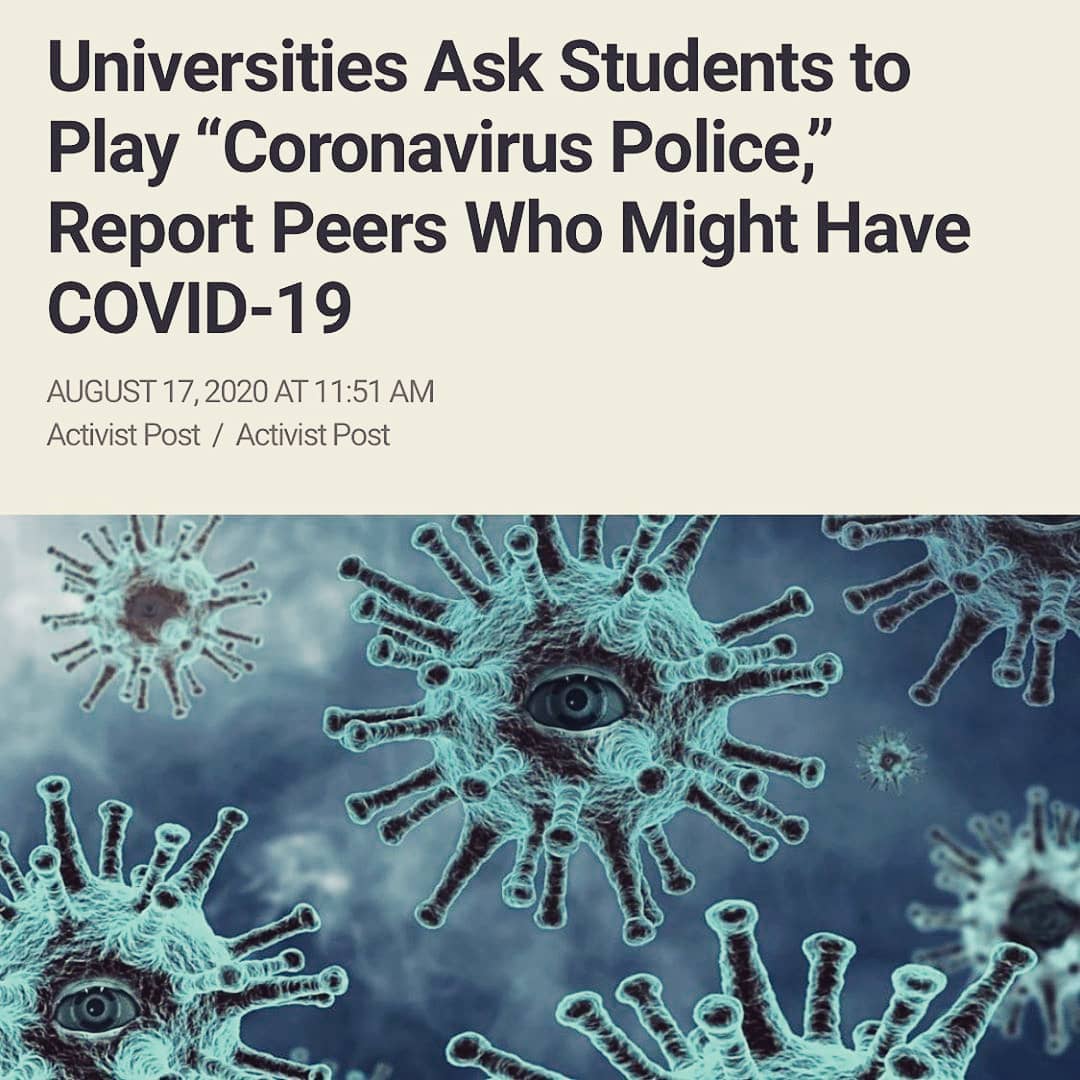 Universities Ask Students to
Play “Coronavirus Police,”
Report Peers Who Might Have
COVID-19
AUGUST 17, 2020 AT 11:51 AM
Activist Post / Activist Post